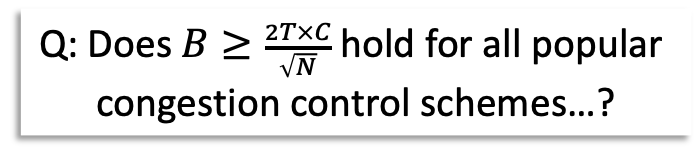 Q: Does B ≥ 2T×C/√N hold for all popular
congestion control schemes...?